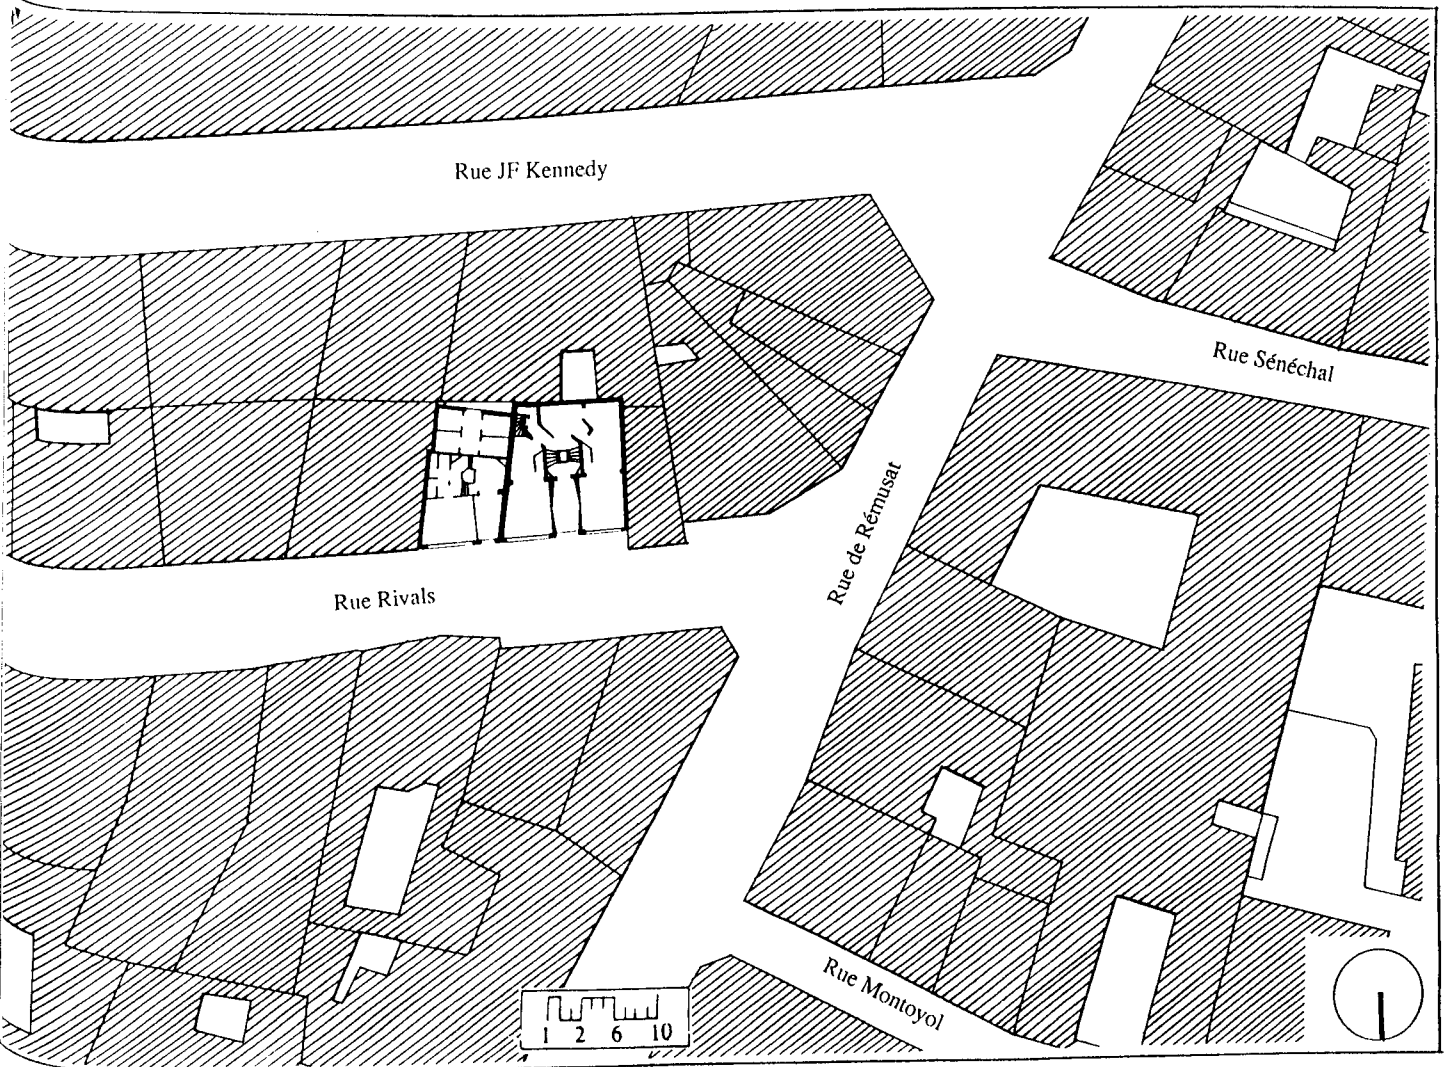 Rue JF Kennedy
Rue Sénéchal
Rue de Rémusat
Rue Rivals
Rue Montoyol
1 2 6 10